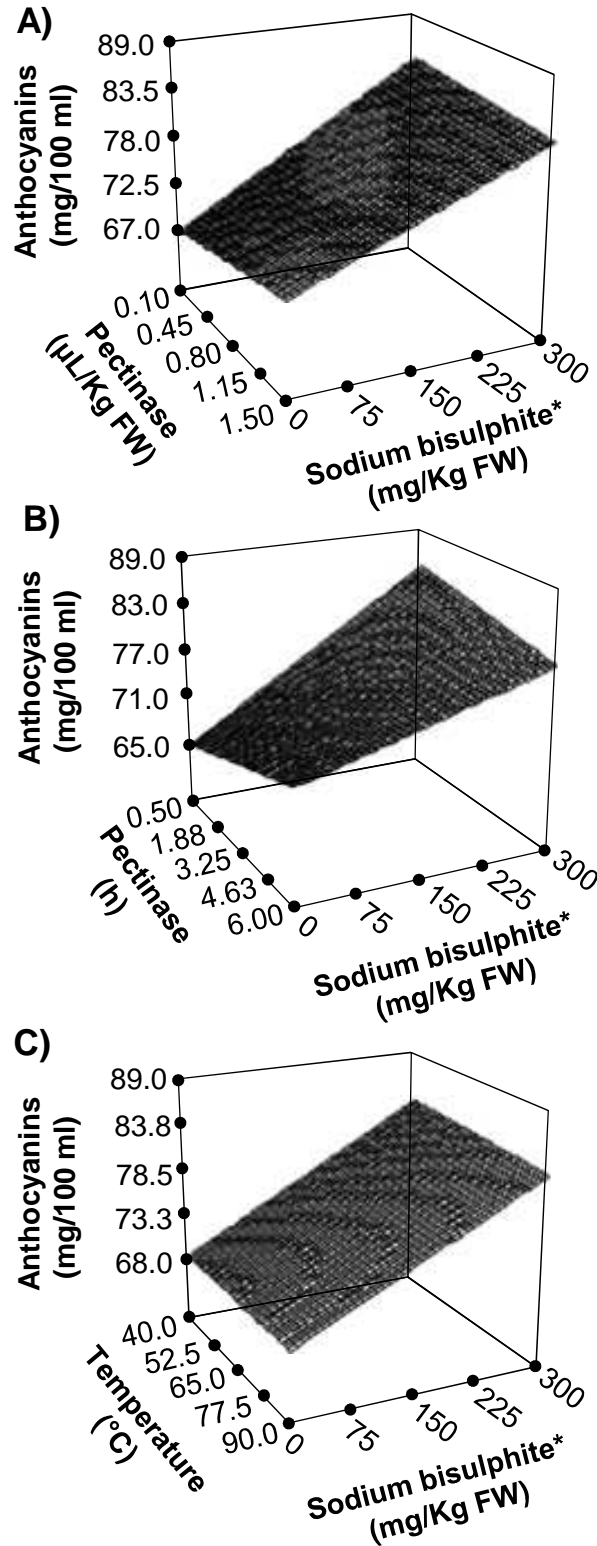 A)
Anthocyanins
(mg/100 ml)
89.0
83.5
78.0
72.5
67.0
0.10
0.45
0.80
1.15
1.50
Pectinase
(µL/Kg FW)
0
75
150
225
300
Sodium bisulphite*
(mg/Kg FW)
B)
Anthocyanins
(mg/100 ml)
89.0
83.0
77.0
71.0
65.0
0.50
1.88
3.25
4.63
6.00
Pectinase
(h)
0
75
150
225
300
Sodium bisulphite*
(mg/Kg FW)
C)
Anthocyanins
(mg/100 ml)
89.0
83.8
78.5
73.3
68.0
40.0
52.5
65.0
77.5
90.0
Temperature
(°C)
0
75
150
225
300
Sodium bisulphite*
(mg/Kg FW)